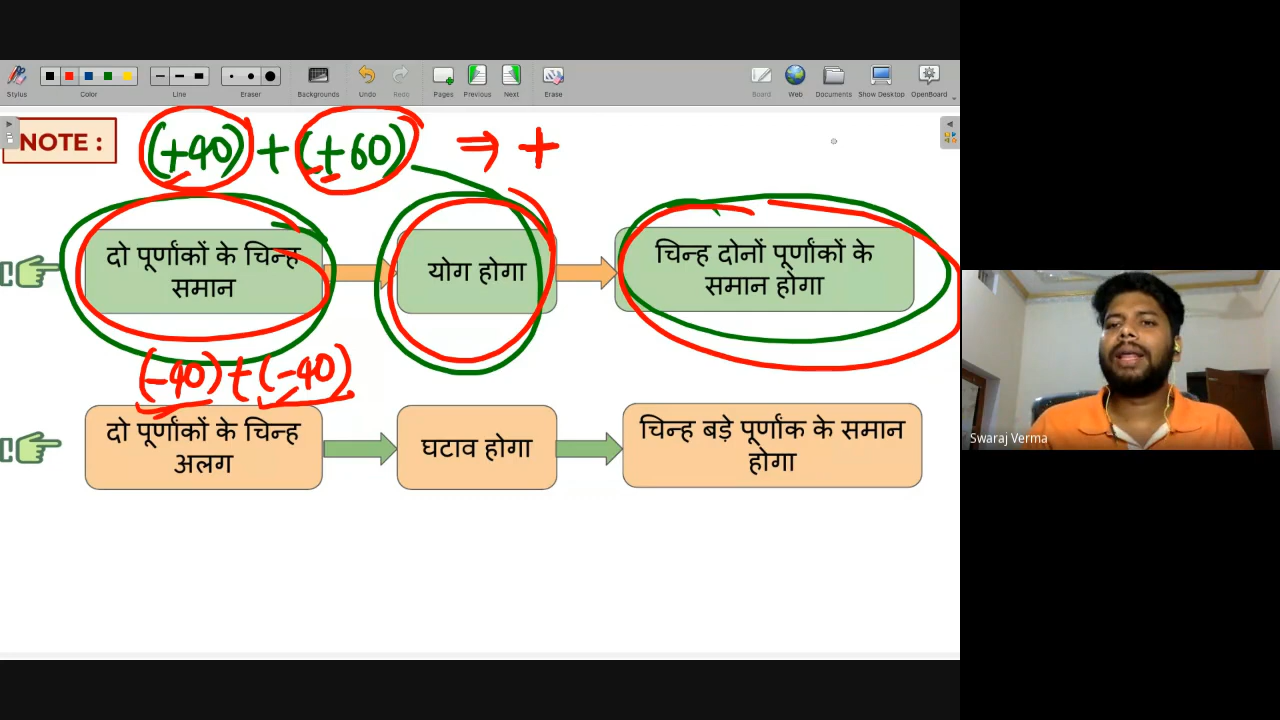 Stylus
Color
Line
Eraser
Backgrounds
Undo
Redo
Pages
Previous
Next
Erase
Board
Web
Documents
Show Desktop
OpenBoard
NOTE :
(+40) + (+60) ⇒ +
दो पूर्णांकों के चिन्ह
समान
योग होगा
चिन्ह दोनों पूर्णांकों के
समान होगा
(-40) + (-40)
दो पूर्णांकों के चिन्ह
अलग
घटाव होगा
चिन्ह बड़े पूर्णांक के समान
होगा
Swaraj Verma